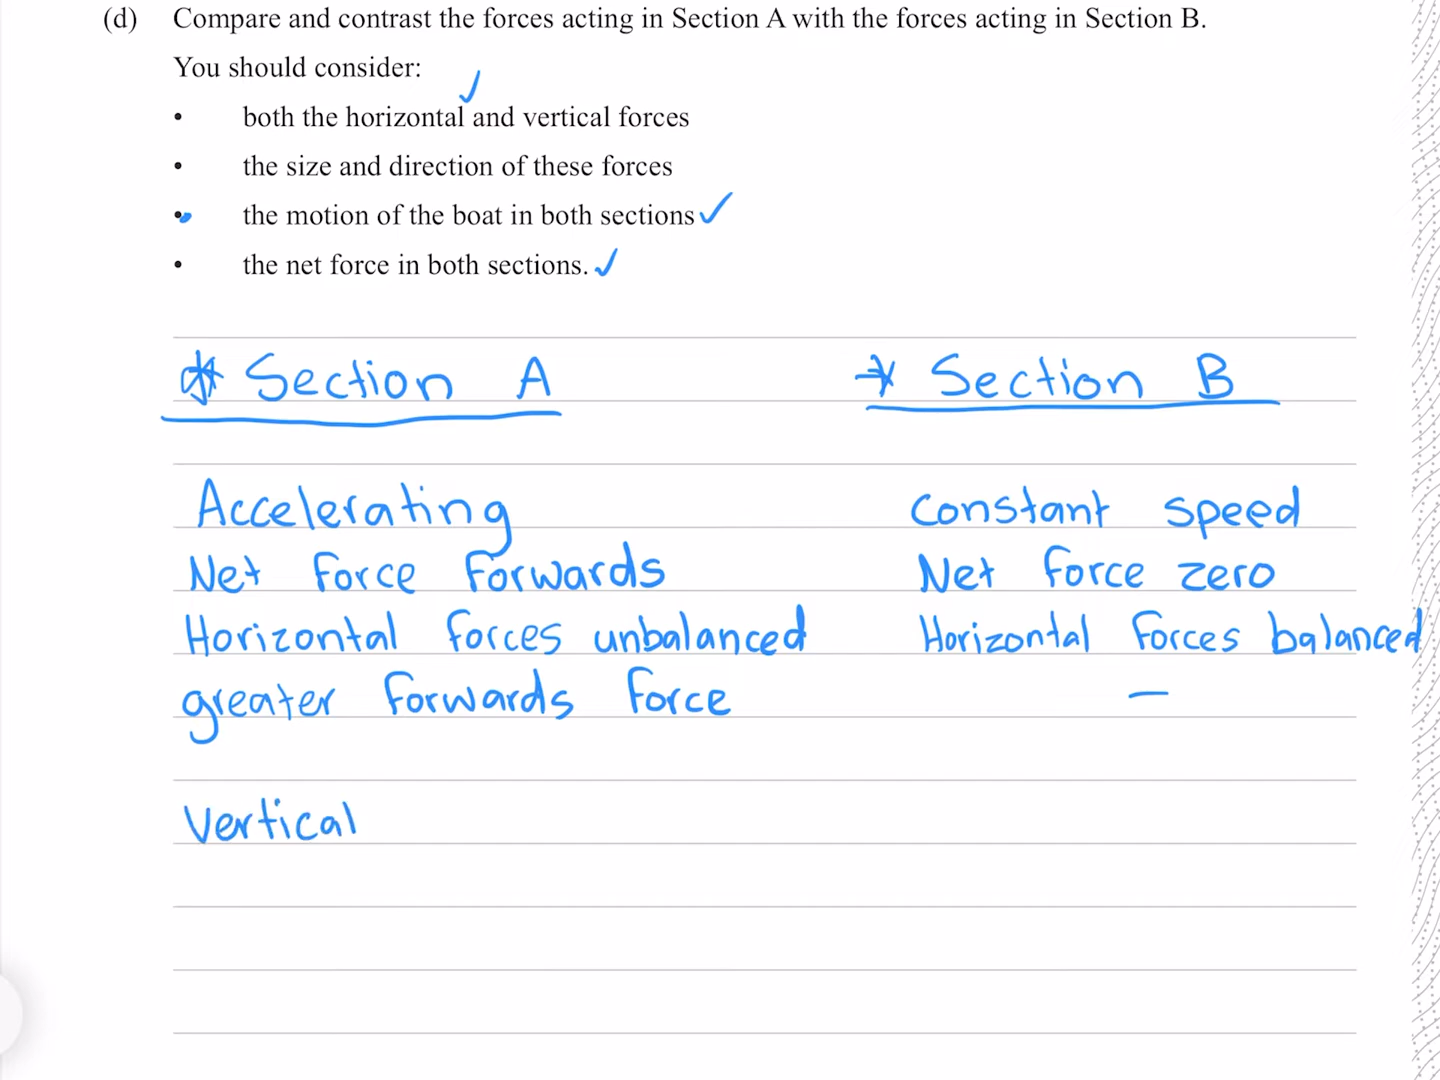 (d) Compare and contrast the forces acting in Section A with the forces acting in Section B.
You should consider:
• both the horizontal and vertical forces
• the size and direction of these forces
• the motion of the boat in both sections
• the net force in both sections.
* Section A * Section B
Accelerating Constant speed
Net force forwards Net force zero
Horizontal forces unbalanced Horizontal forces balanced
greater forwards force –
Vertical